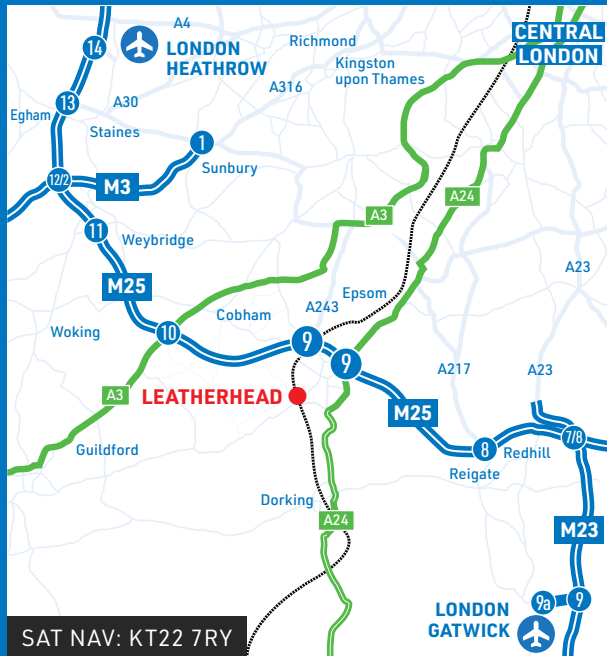 A4
14
LONDON
HEATHROW
Richmond
CENTRAL
LONDON
Kingston
upon Thames
A316
13
A30
Egham
Staines
1
Sunbury
12/2
M3
A24
A3
11
Weybridge
A23
M25
Epsom
A243
Cobham
Woking
10
9
9
A217
A23
A3
LEATHERHEAD
M25
7/8
Guildford
8
Redhill
Reigate
Dorking
A24
M23
9a
9
LONDON
GATWICK
SAT NAV: KT22 7RY